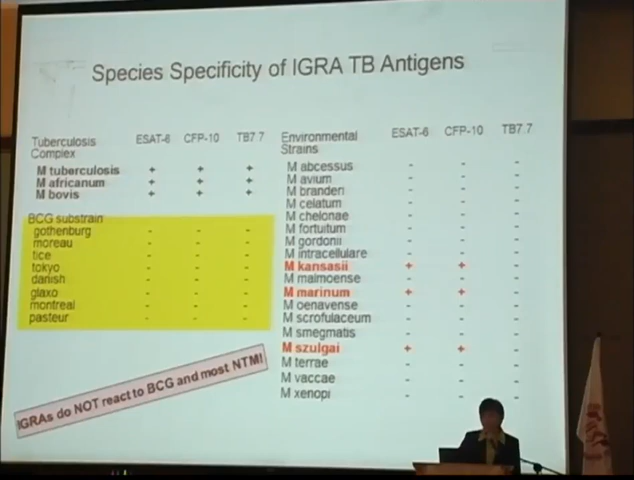 Species Specificity of IGRA TB Antigens
Tuberculosis Complex ESAT-6 CFP-10 TB7.7
M tuberculosis + + +
M africanum + + +
M bovis + + +
BCG substrain
gothenburg - - -
moreau - - -
tice - - -
tokyo - - -
danish - - -
glaxo - - -
montreal - - -
pasteur - - -
IGRAs do NOT react to BCG and most NTM!
Environmental Strains ESAT-6 CFP-10 TB7.7
M abcessus - - -
M avium - - -
M branderi - - -
M celatum - - -
M chelonae - - -
M fortuitum - - -
M gordonii - - -
M intracellulare - - -
M kansasii + + -
M malmoense - - -
M marinum + + -
M oenavense - - -
M scrofulaceum - - -
M smegmatis - - -
M szulgai + + -
M terrae - - -
M vaccae - - -
M xenopi - - -